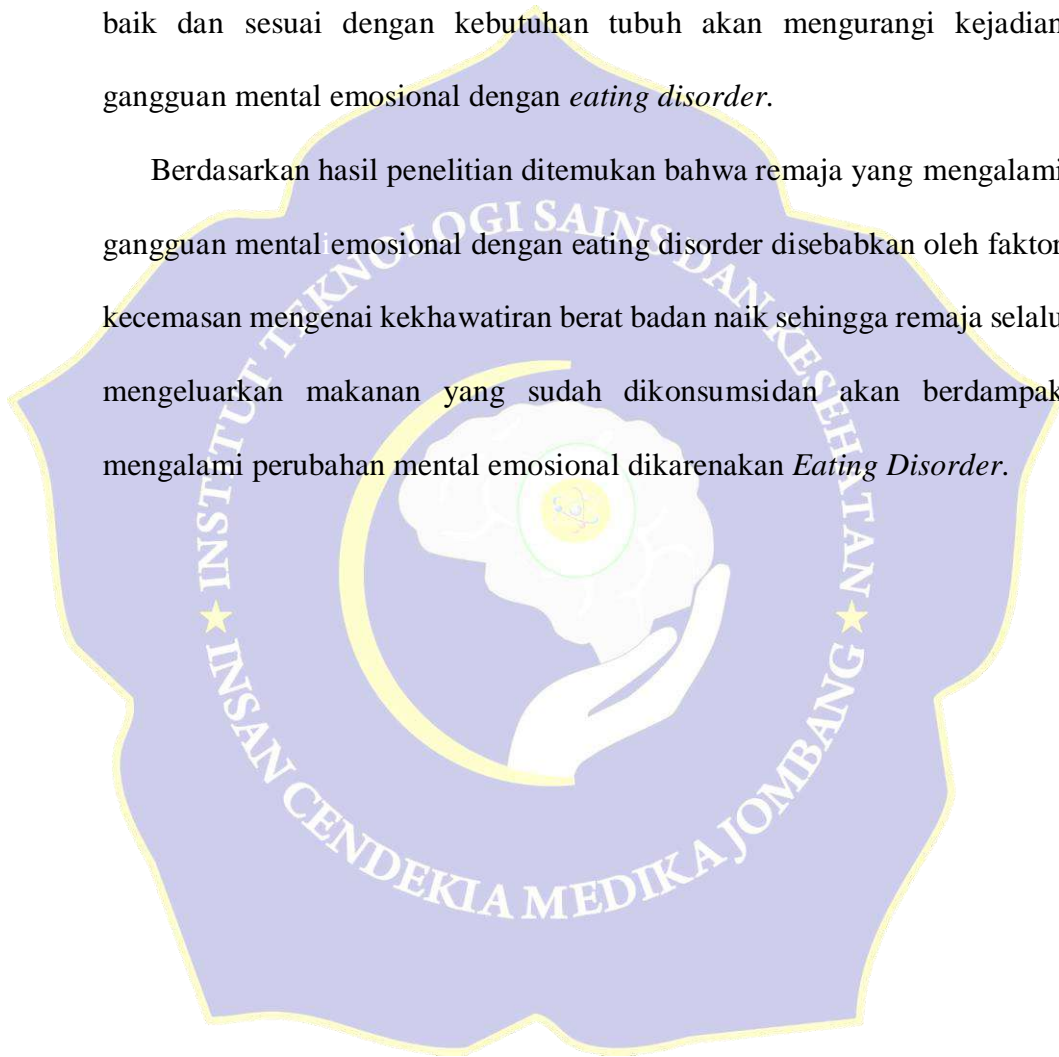 baik dan sesuai dengan kebutuhan tubuh akan mengurangi kejadian
gangguan mental emosional dengan eating disorder.
Berdasarkan hasil penelitian ditemukan bahwa remaja yang mengalami
gangguan mentaliemosional dengan eating disorder disebabkan oleh faktor
kecemasan mengenai kekhawatiran berat badan naik sehingga remaja selalu
mengeluarkan makanan yang sudah dikonsumsidan akan berdampak
mengalami perubahan mental emosional dikarenakan Eating Disorder.
INSTITUT TEKNOLOGI SAINS DAN KESEHATAN
INSAN CENDEKIA MEDIKA JOMBANG